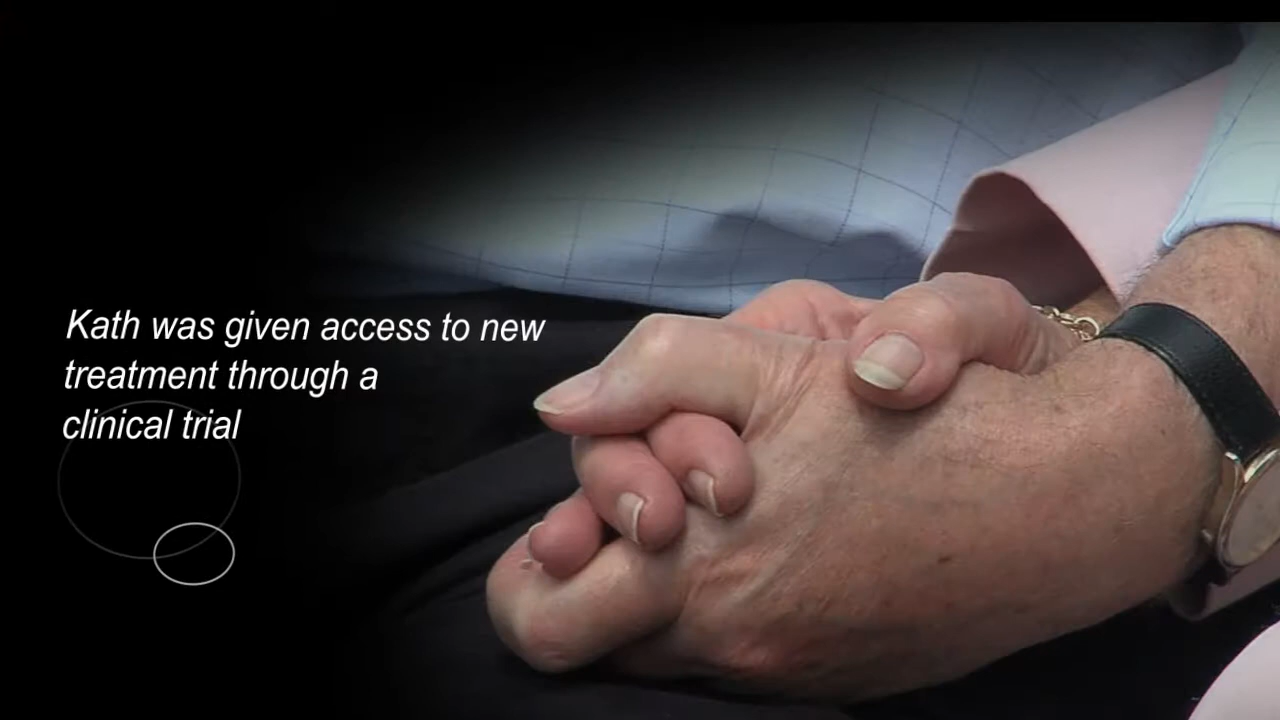 Kath was given access to new
treatment through a
clinical trial